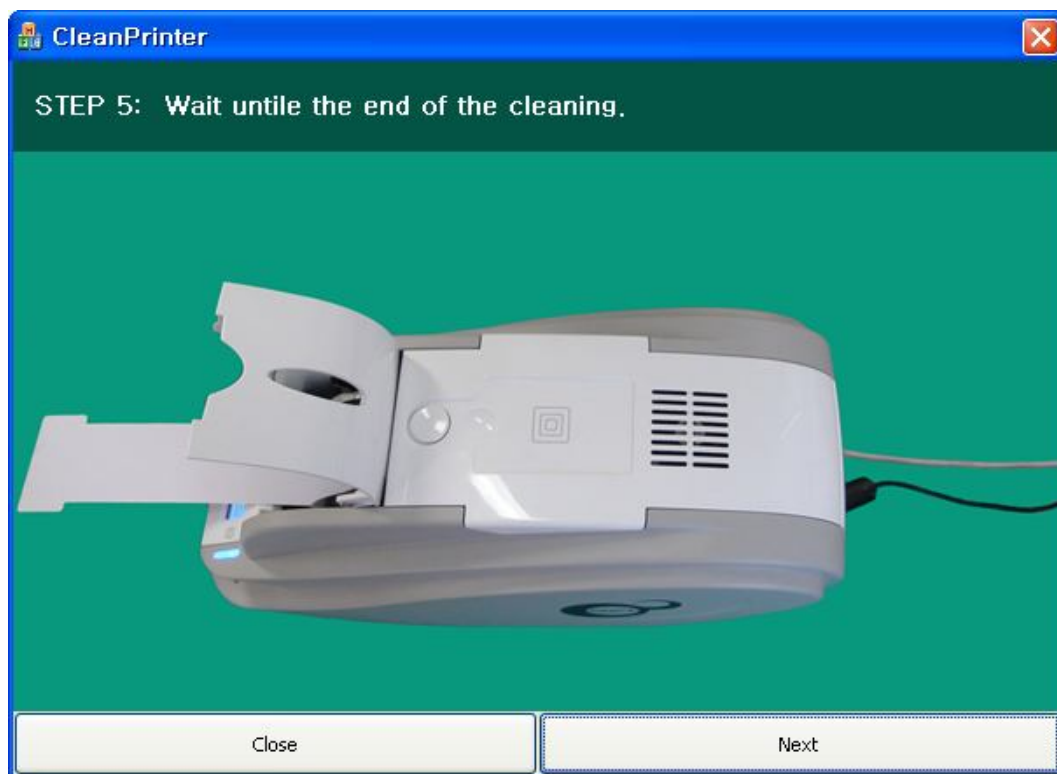 CleanPrinter
STEP 5: Wait untile the end of the cleaning.
Close
Next